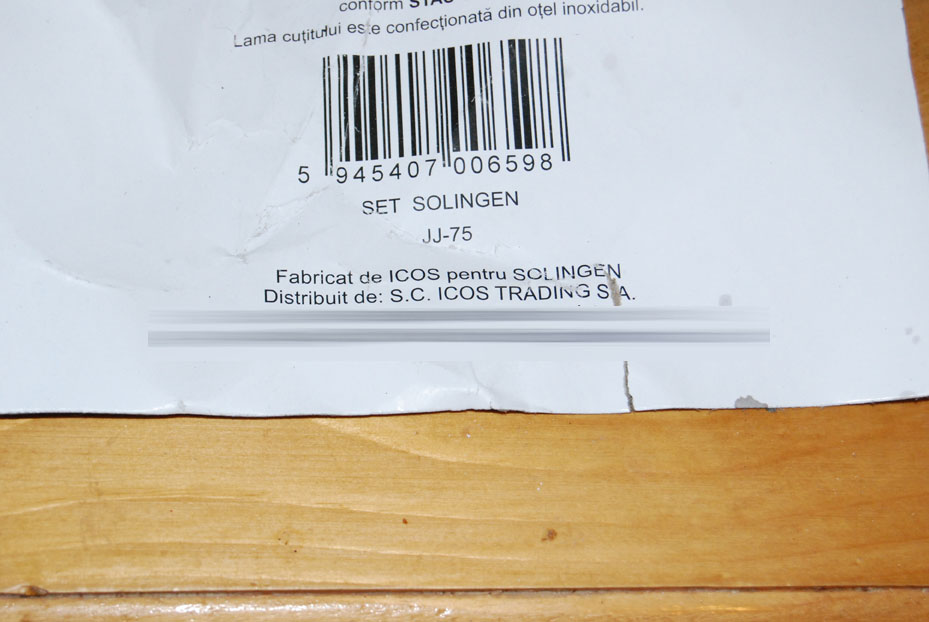 conform STAS
Lama cuțitului este confecționată din oțel inoxidabil.
5 945407 006598
SET SOLINGEN
JJ-75
Fabricat de ICOS pentru SOLINGEN
Distribuit de: S.C. ICOS TRADING S.A.